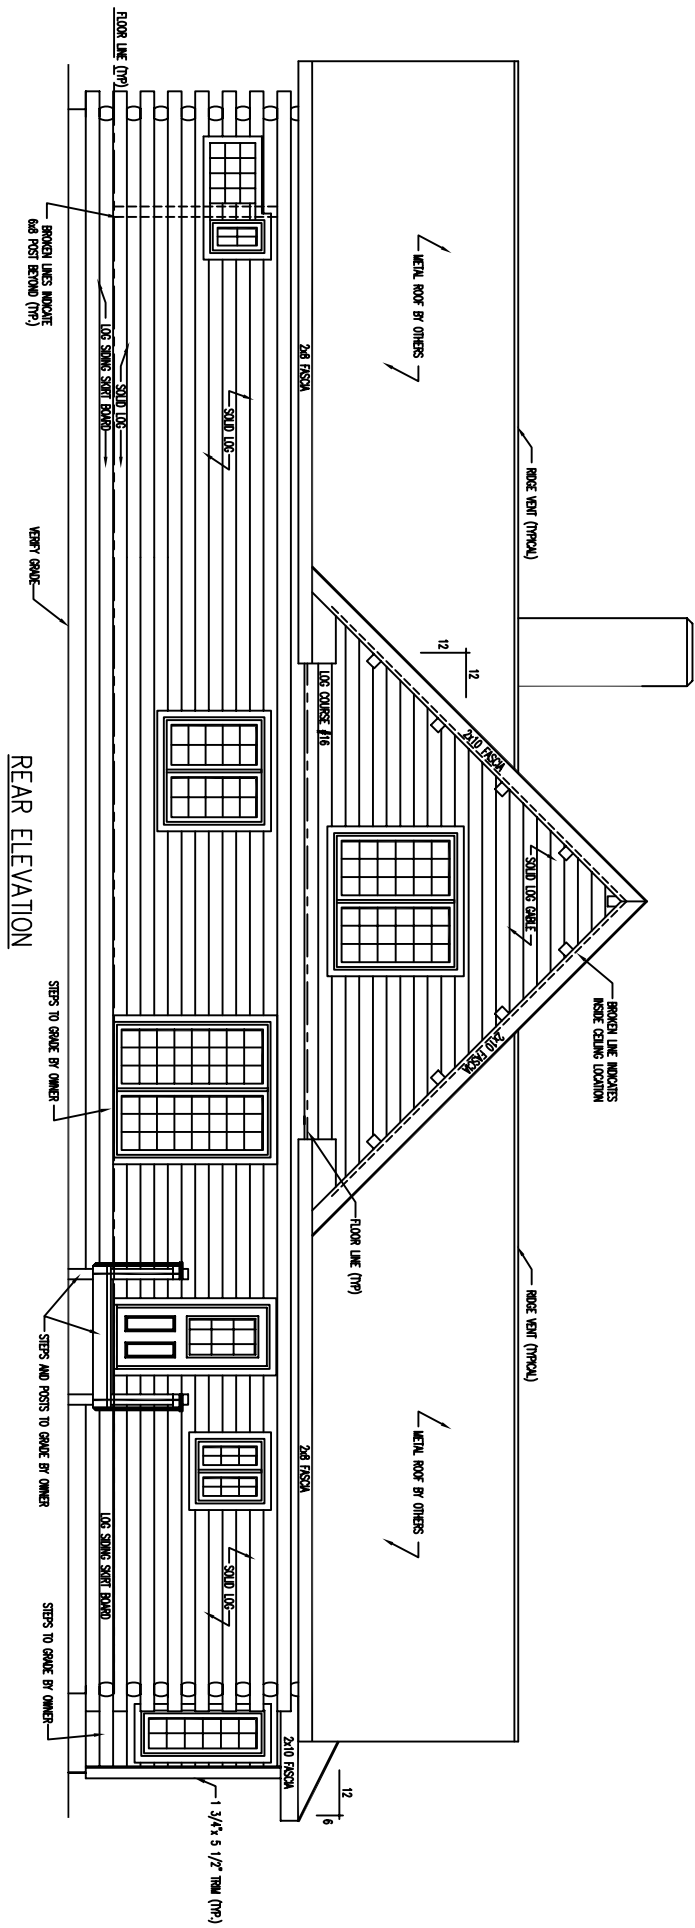 RIDGE VENT (TYPICAL)
RIDGE VENT (TYPICAL)
BROKEN LINE INDICATES
INSIDE CEILING LOCATION
METAL ROOF BY OTHERS
METAL ROOF BY OTHERS
12
12
2x10 FASCIA
2x10 FASCIA
SOLID LOG GABLE
LOG COURSE #16
FLOOR LINE (TYP)
2x8 FASCIA
2x8 FASCIA
12
6
2x10 FASCIA
SOLID LOG
SOLID LOG
1 3/4"x 5 1/2" TRIM (TYP.)
FLOOR LINE (TYP)
SOLID LOG
LOG SIDING SKIRT BOARD
LOG SIDING SKIRT BOARD
BROKEN LINES INDICATE
6x8 POST BEYOND (TYP.)
VERIFY GRADE
STEPS TO GRADE BY OWNER
STEPS AND POSTS TO GRADE BY OWNER
STEPS TO GRADE BY OWNER
REAR ELEVATION